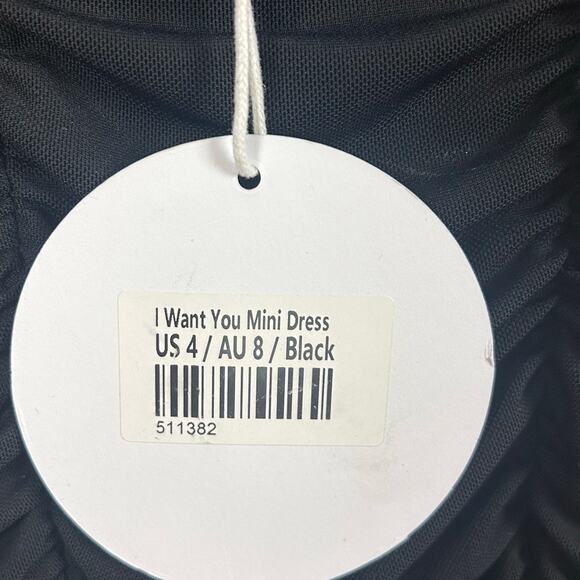 I Want You Mini Dress
US 4 / AU 8 / Black
511382